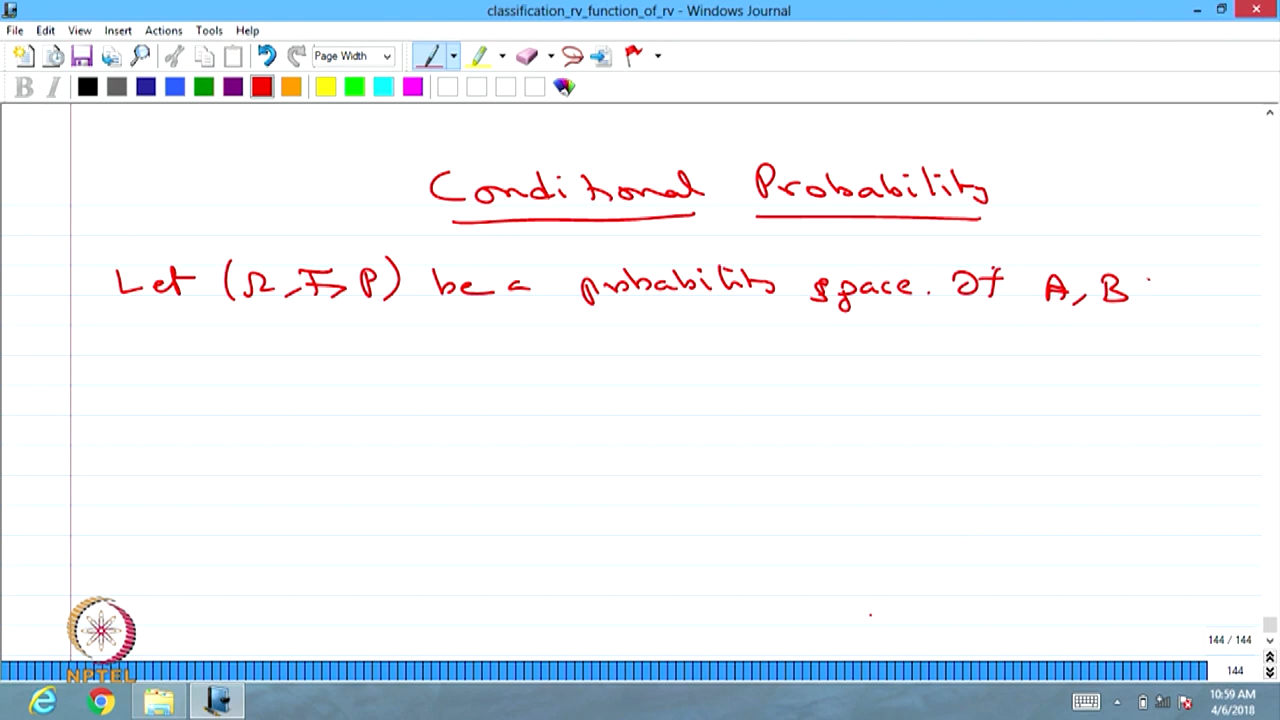 classification_rv_function_of_rv - Windows Journal
File Edit View Insert Actions Tools Help
Page Width
B I
Conditional Probability
Let (Ω, F, P) be a probability space. If A, B
144 / 144
144
NPTEL
10:59 AM
4/6/2018